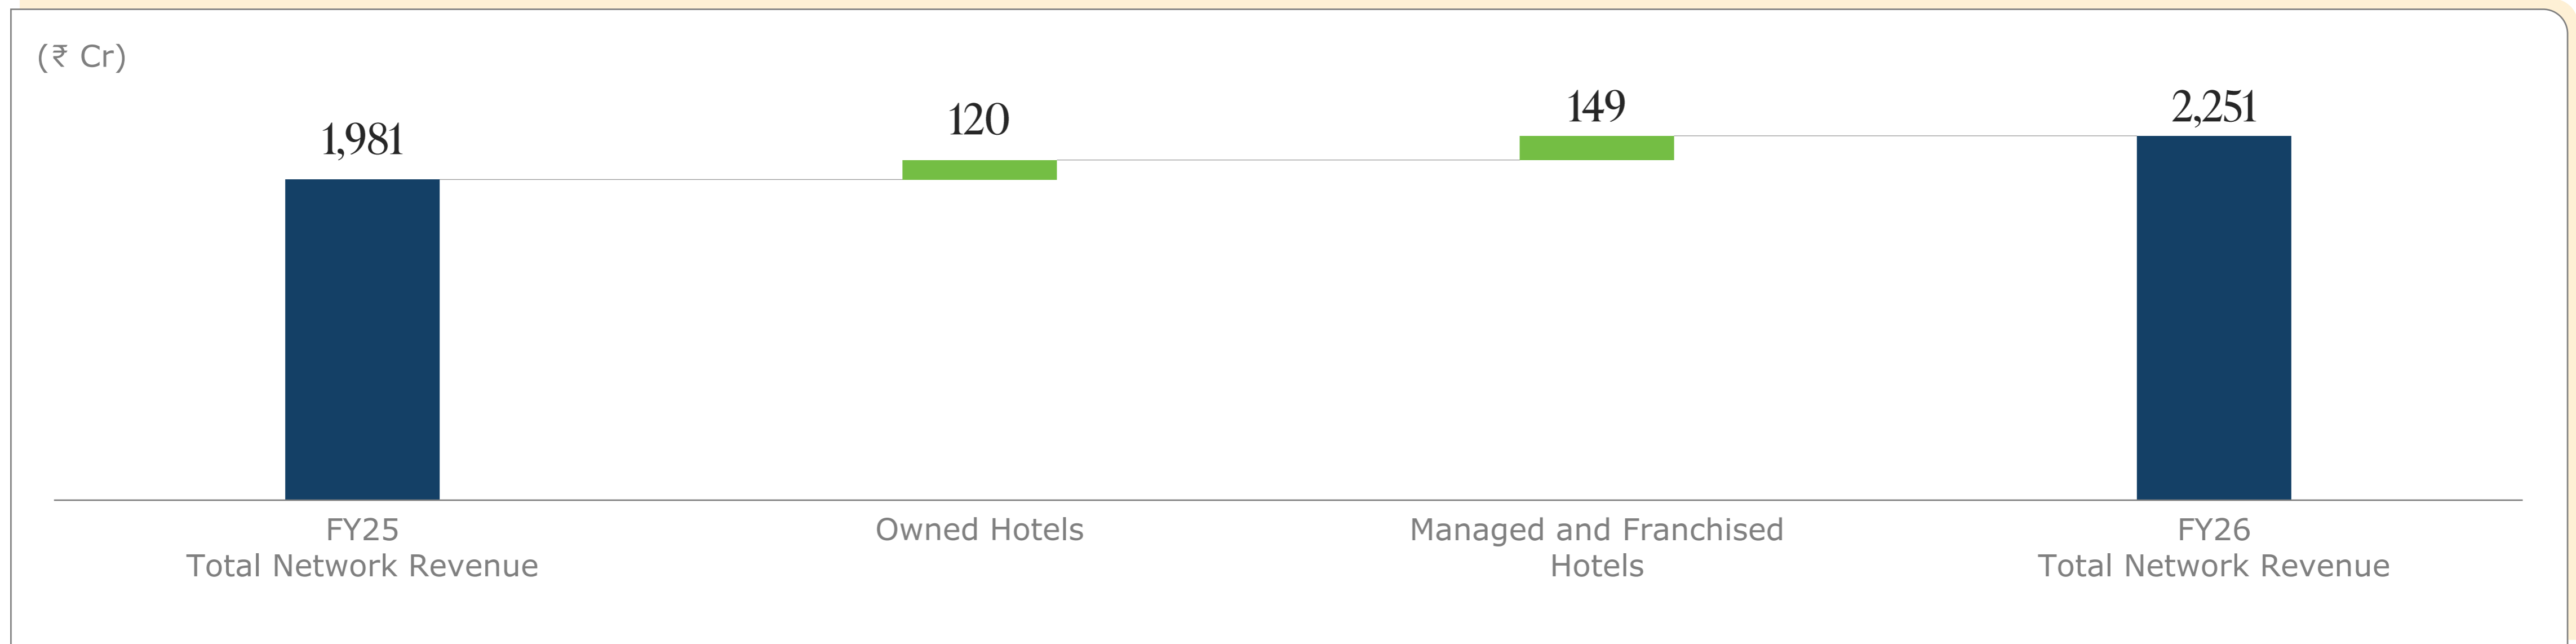 (₹ Cr)
1,981
120
149
2,251
FY25
Total Network Revenue
Owned Hotels
Managed and Franchised
Hotels
FY26
Total Network Revenue